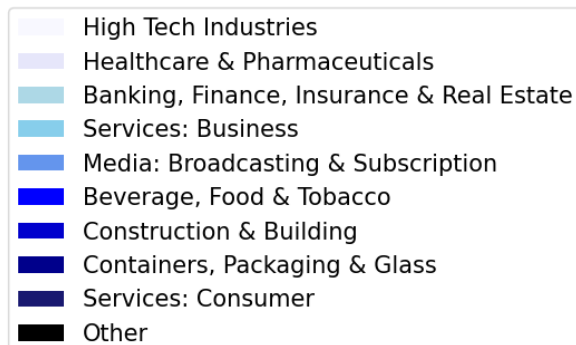 High Tech Industries
Healthcare & Pharmaceuticals
Banking, Finance, Insurance & Real Estate
Services: Business
Media: Broadcasting & Subscription
Beverage, Food & Tobacco
Construction & Building
Containers, Packaging & Glass
Services: Consumer
Other